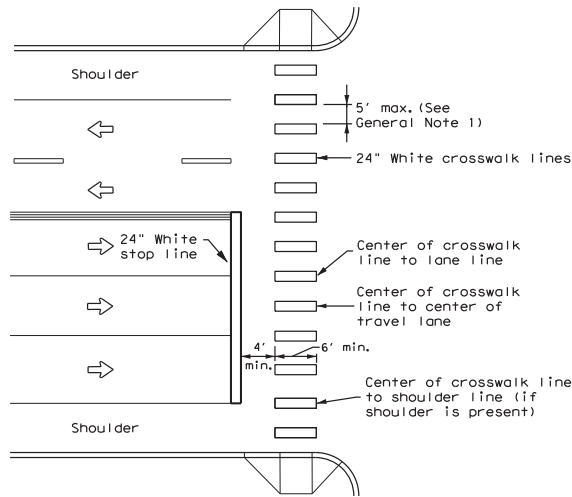 Shoulder
5' max. (See
General Note 1)
24" White crosswalk lines
24" White
stop line
Center of crosswalk
line to lane line
Center of crosswalk
line to center of
travel lane
4'
min.
6' min.
Center of crosswalk line
to shoulder line (if
shoulder is present)
Shoulder